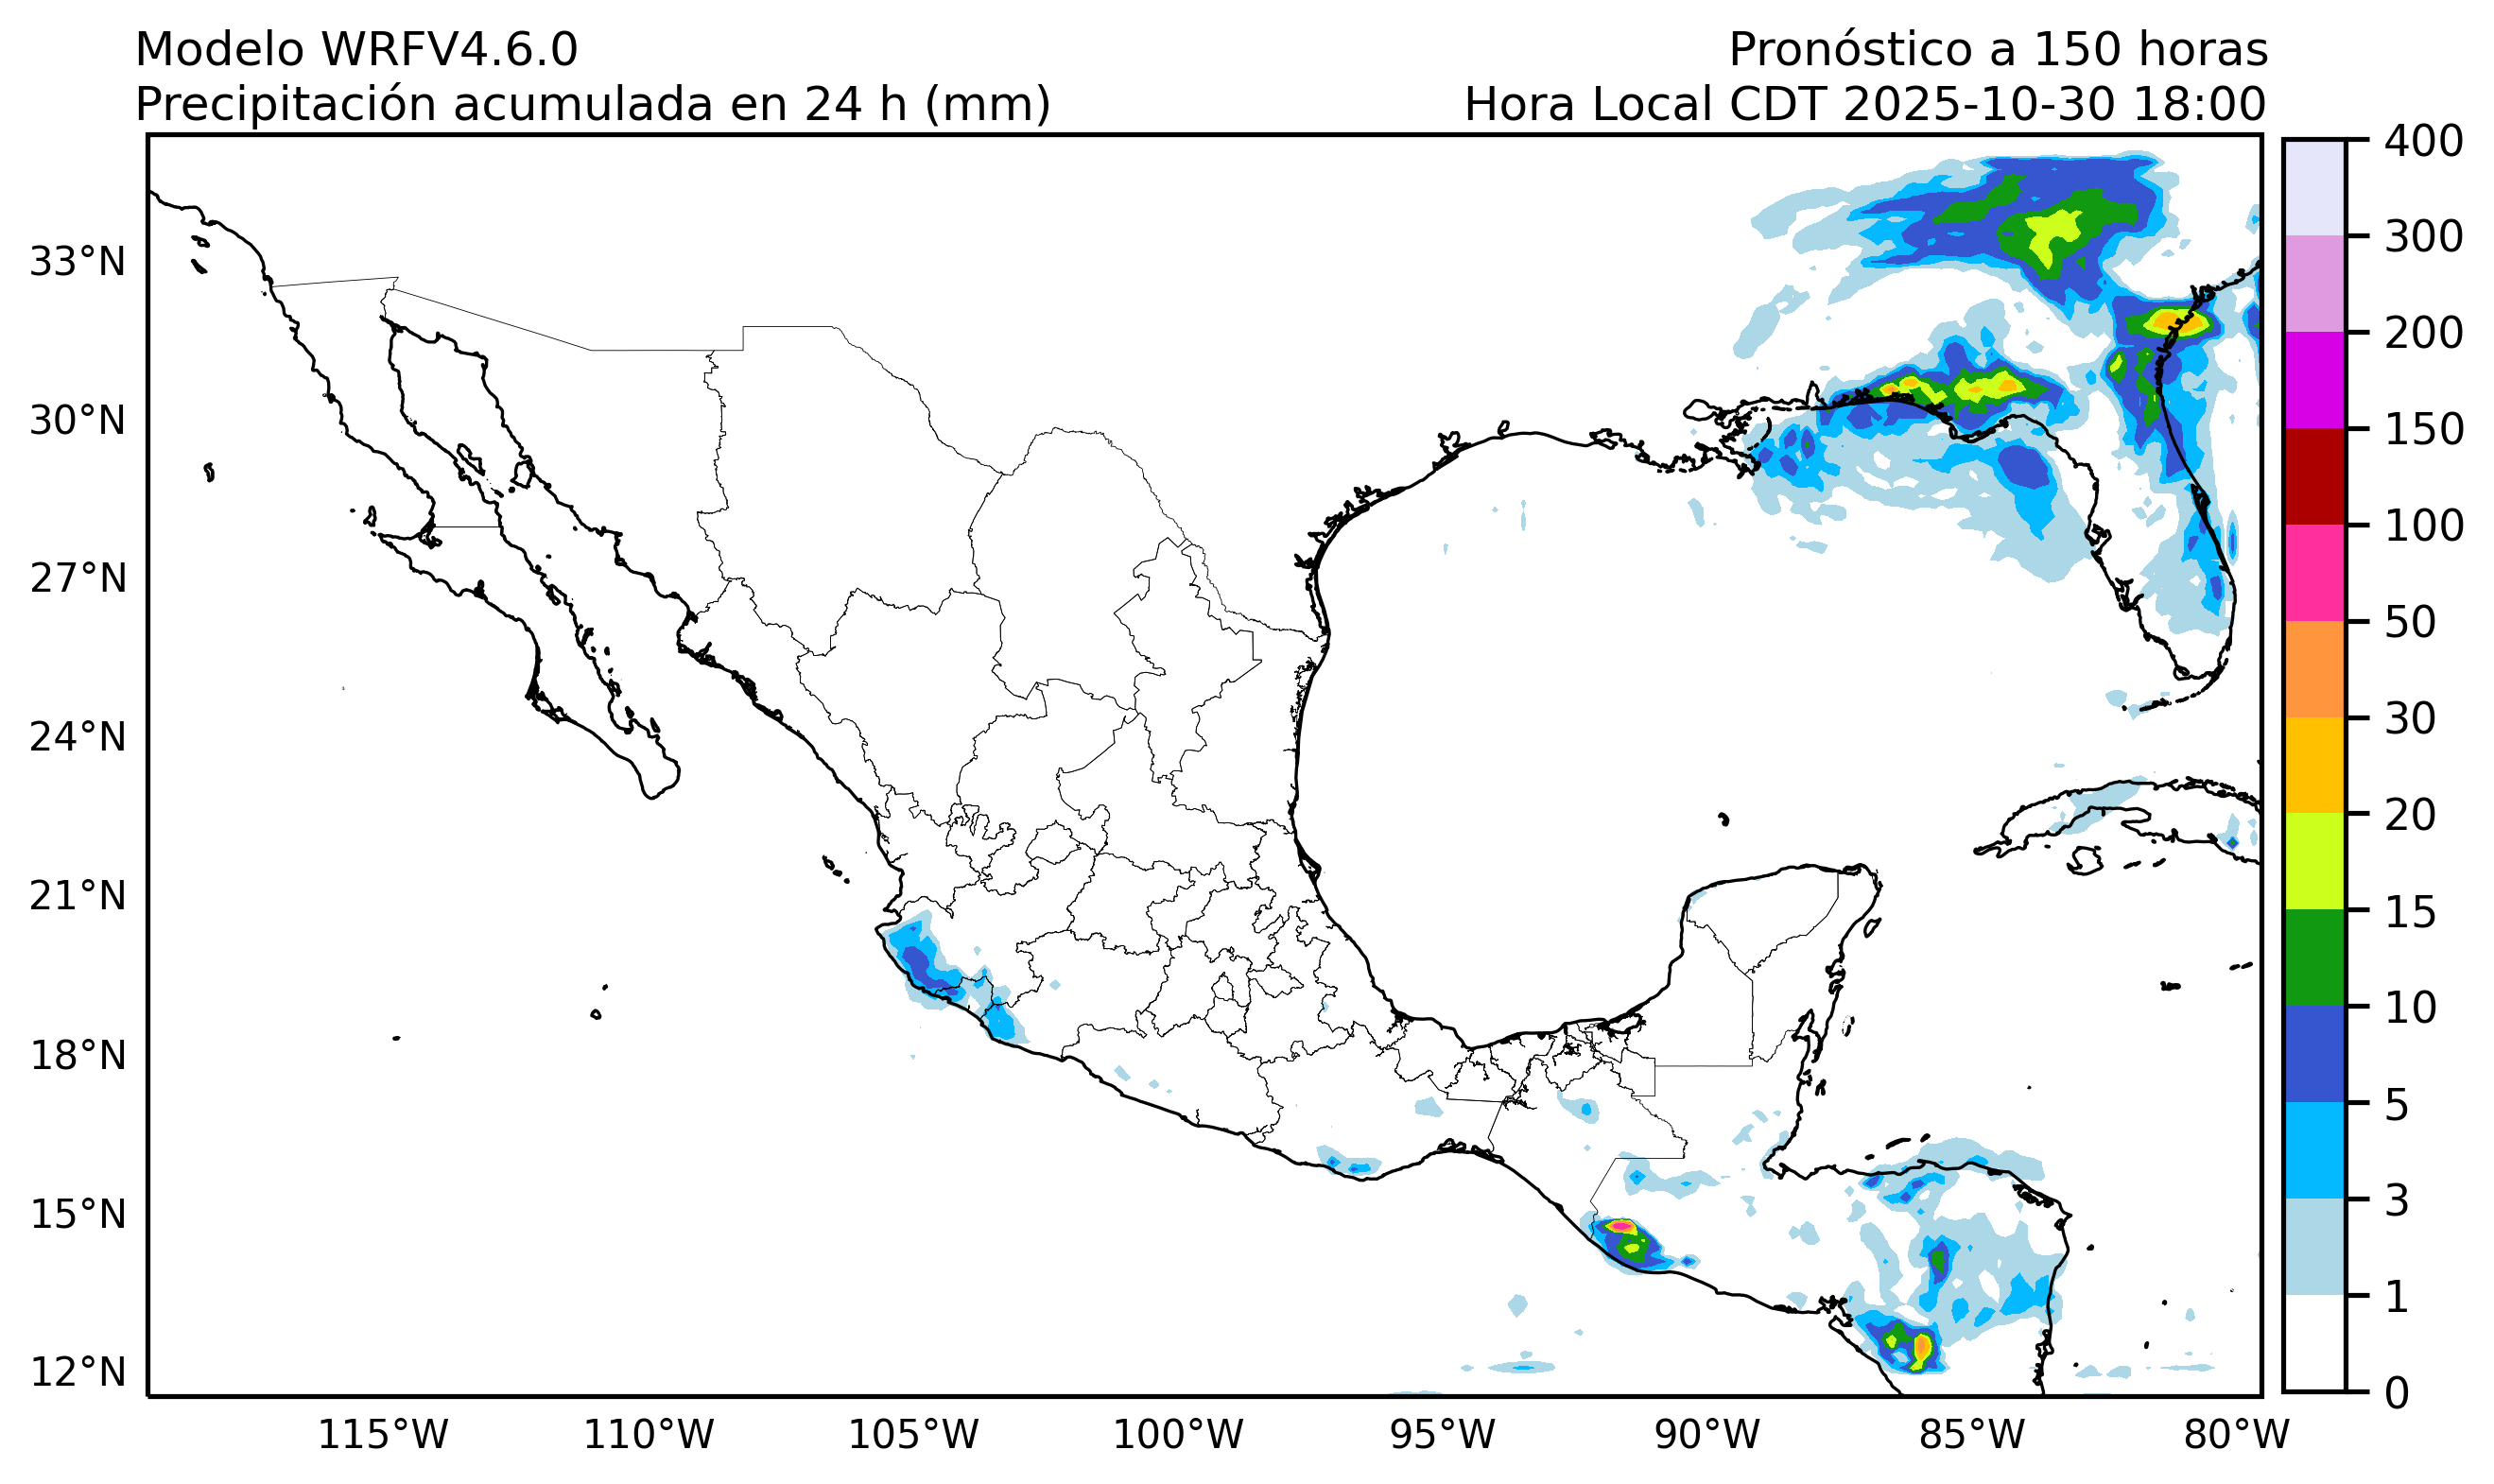 Modelo WRFV4.6.0
Pronóstico a 150 horas
Precipitación acumulada en 24 h (mm)
Hora Local CDT 2025-10-30 18:00
400
300
200
150
100
50
30
20
15
10
5
3
1
0
33°N
30°N
27°N
24°N
21°N
18°N
15°N
12°N
115°W
110°W
105°W
100°W
95°W
90°W
85°W
80°W